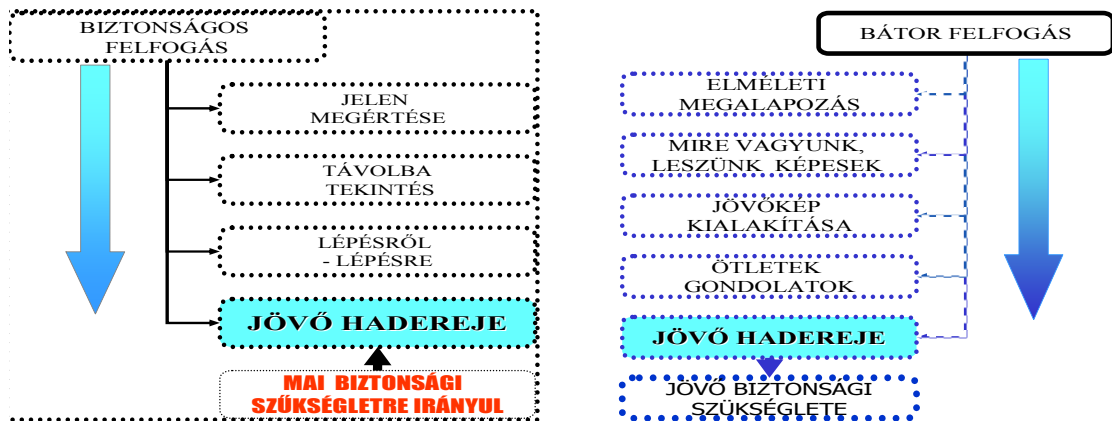 BIZTONSÁGOS
FELFOGÁS
JELEN
MEGÉRTÉSE
TÁVOLBA
TEKINTÉS
LÉPÉSRŐL
- LÉPÉSRE
JÖVŐ HADEREJE
MAI BIZTONSÁGI
SZÜKSÉGLETRE IRÁNYUL
BÁTOR FELFOGÁS
ELMÉLETI
MEGALAPOZÁS
MIRE VAGYUNK,
LESZÜNK KÉPESEK
JÖVŐKÉP
KIALAKÍTÁSA
ÖTLETEK
GONDOLATOK
JÖVŐ HADEREJE
JÖVŐ BIZTONSÁGI
SZÜKSÉGLETE